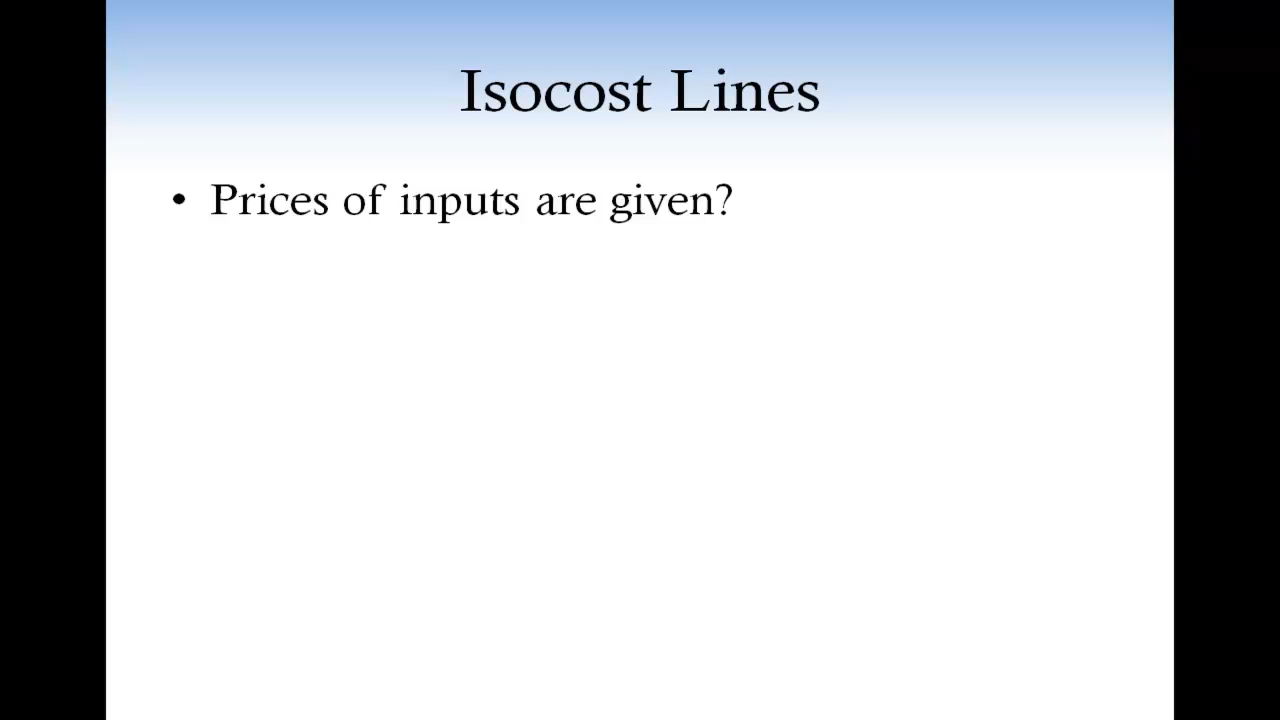 Isocost Lines
• Prices of inputs are given?